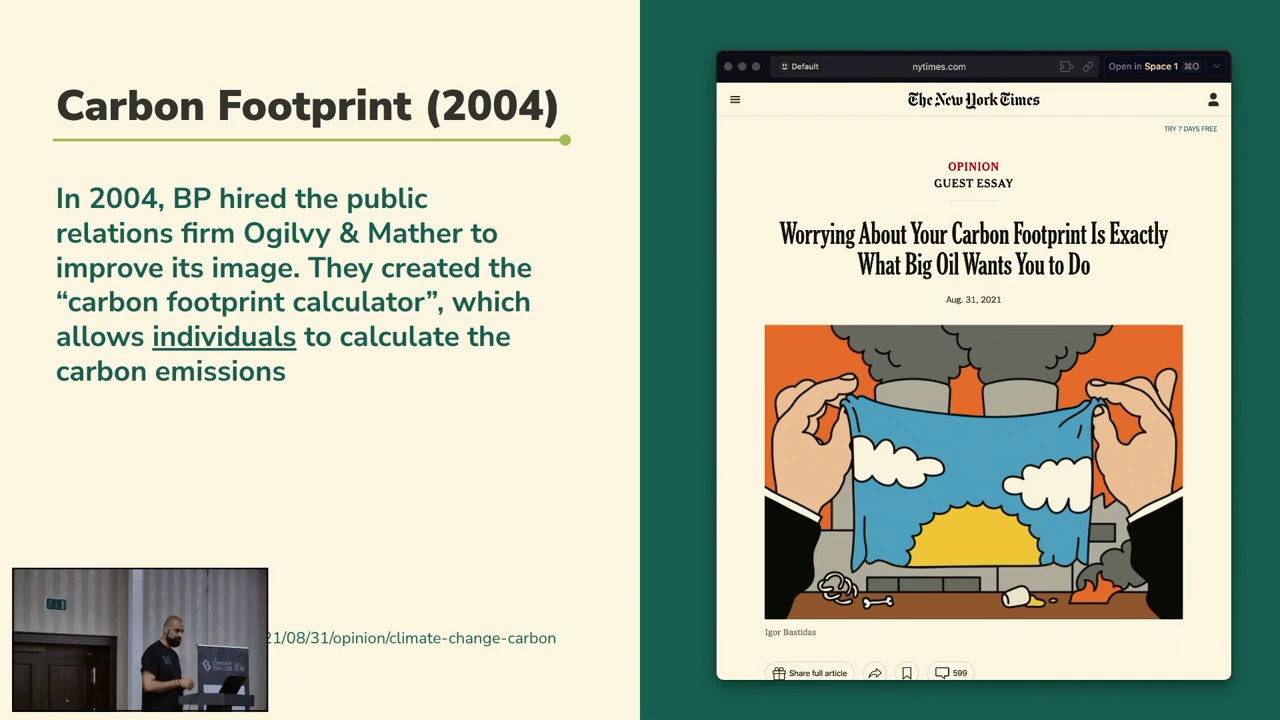 Carbon Footprint (2004)
In 2004, BP hired the public
relations firm Ogilvy & Mather to
improve its image. They created the
“carbon footprint calculator”, which
allows individuals to calculate the
carbon emissions
21/08/31/opinion/climate-change-carbon
Default
nytimes.com
Open in Space 1 ⌘O
The New York Times
TRY 7 DAYS FREE
OPINION
GUEST ESSAY
Worrying About Your Carbon Footprint Is Exactly
What Big Oil Wants You to Do
Aug. 31, 2021
Igor Bastidas
Share full article
599